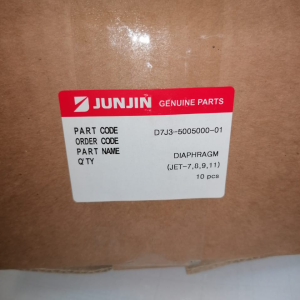 JUNJIN GENUINE PARTS
PART CODE D7J3-5005000-01
ORDER CODE
PART NAME DIAPHRAGM
Q'TY (JET-7,8,9,11)
10 pcs